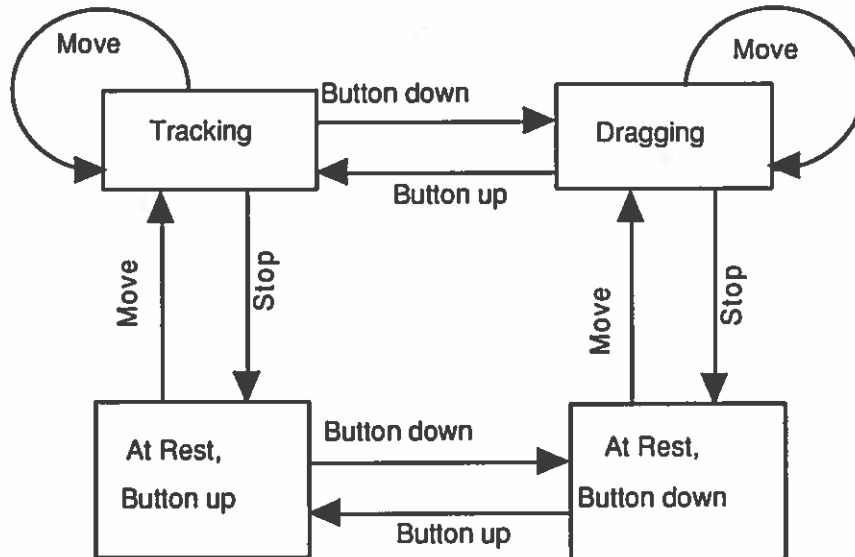 Move
Move
Button down
Tracking
Dragging
Button up
Move
Stop
Move
Stop
Button down
At Rest,
Button up
At Rest,
Button down
Button up